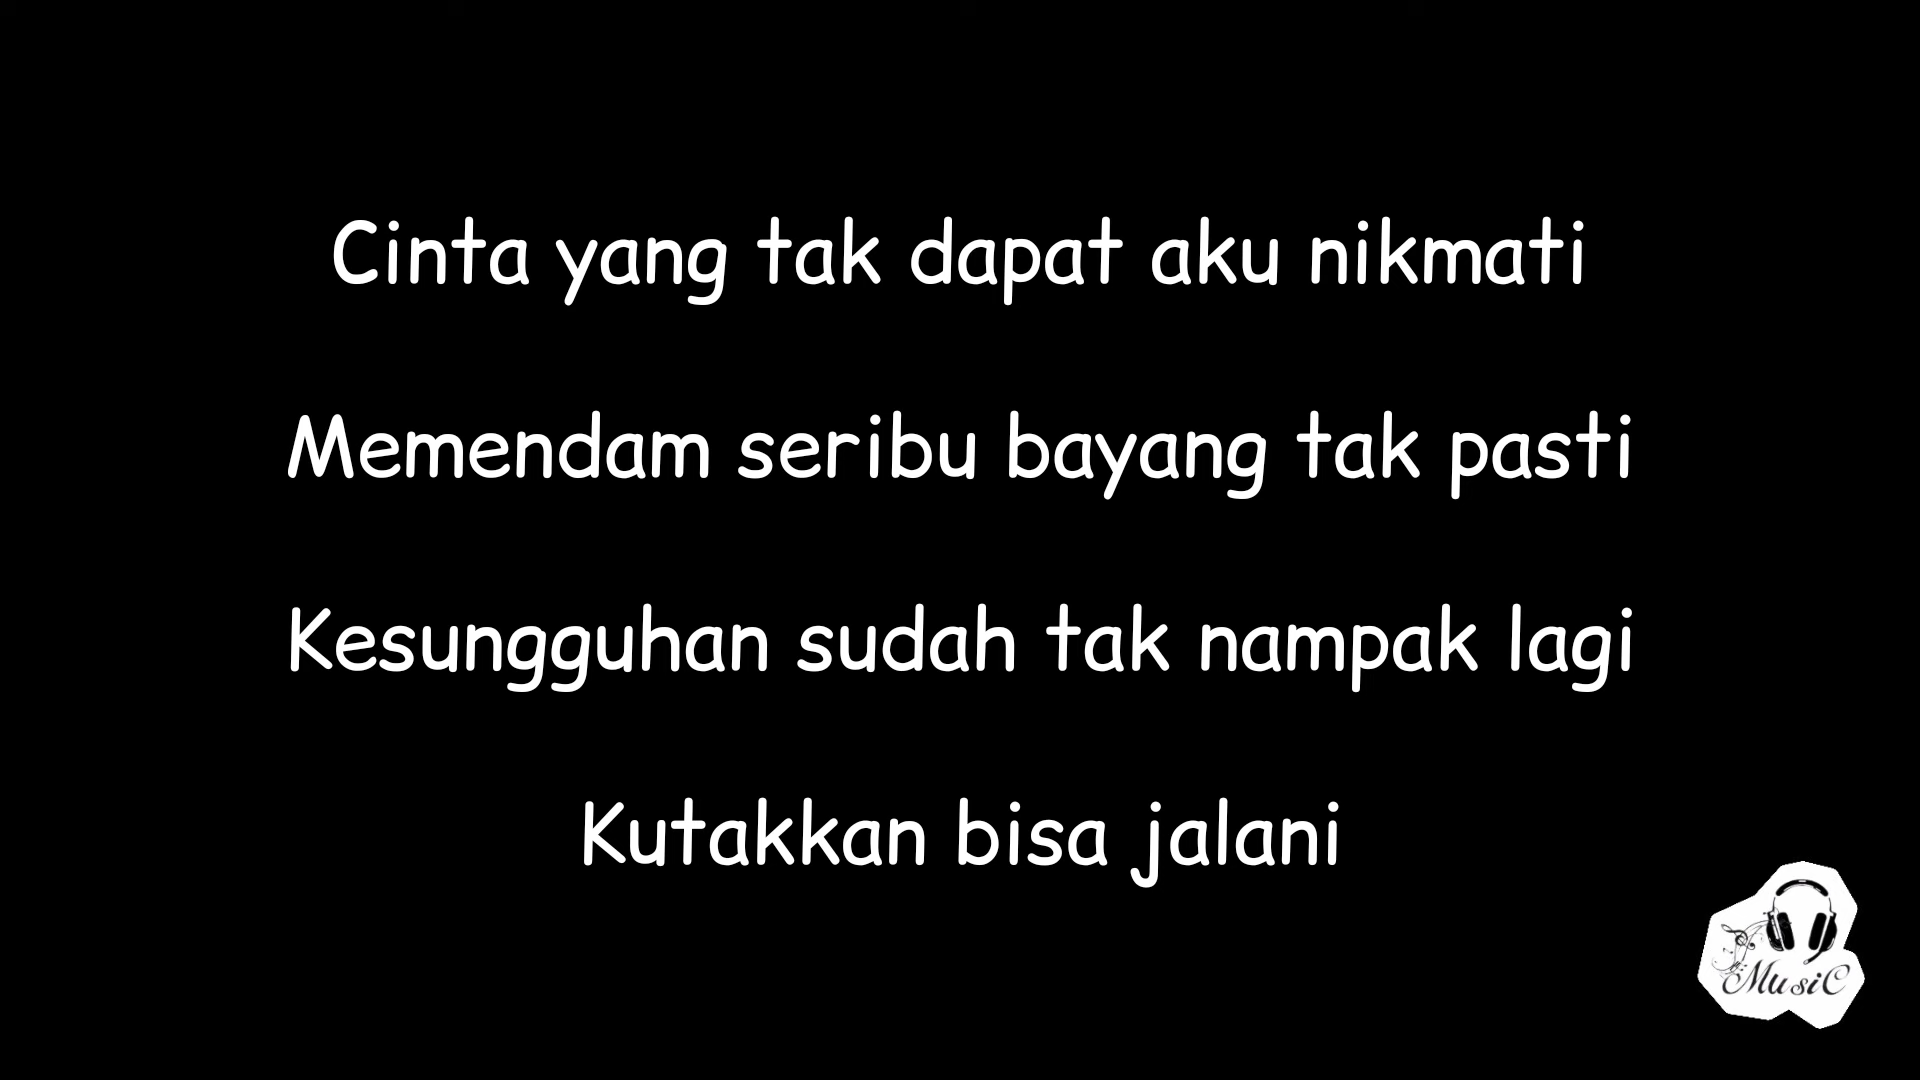 Cinta yang tak dapat aku nikmati
Memendam seribu bayang tak pasti
Kesungguhan sudah tak nampak lagi
Kutakkan bisa jalani
MusiC